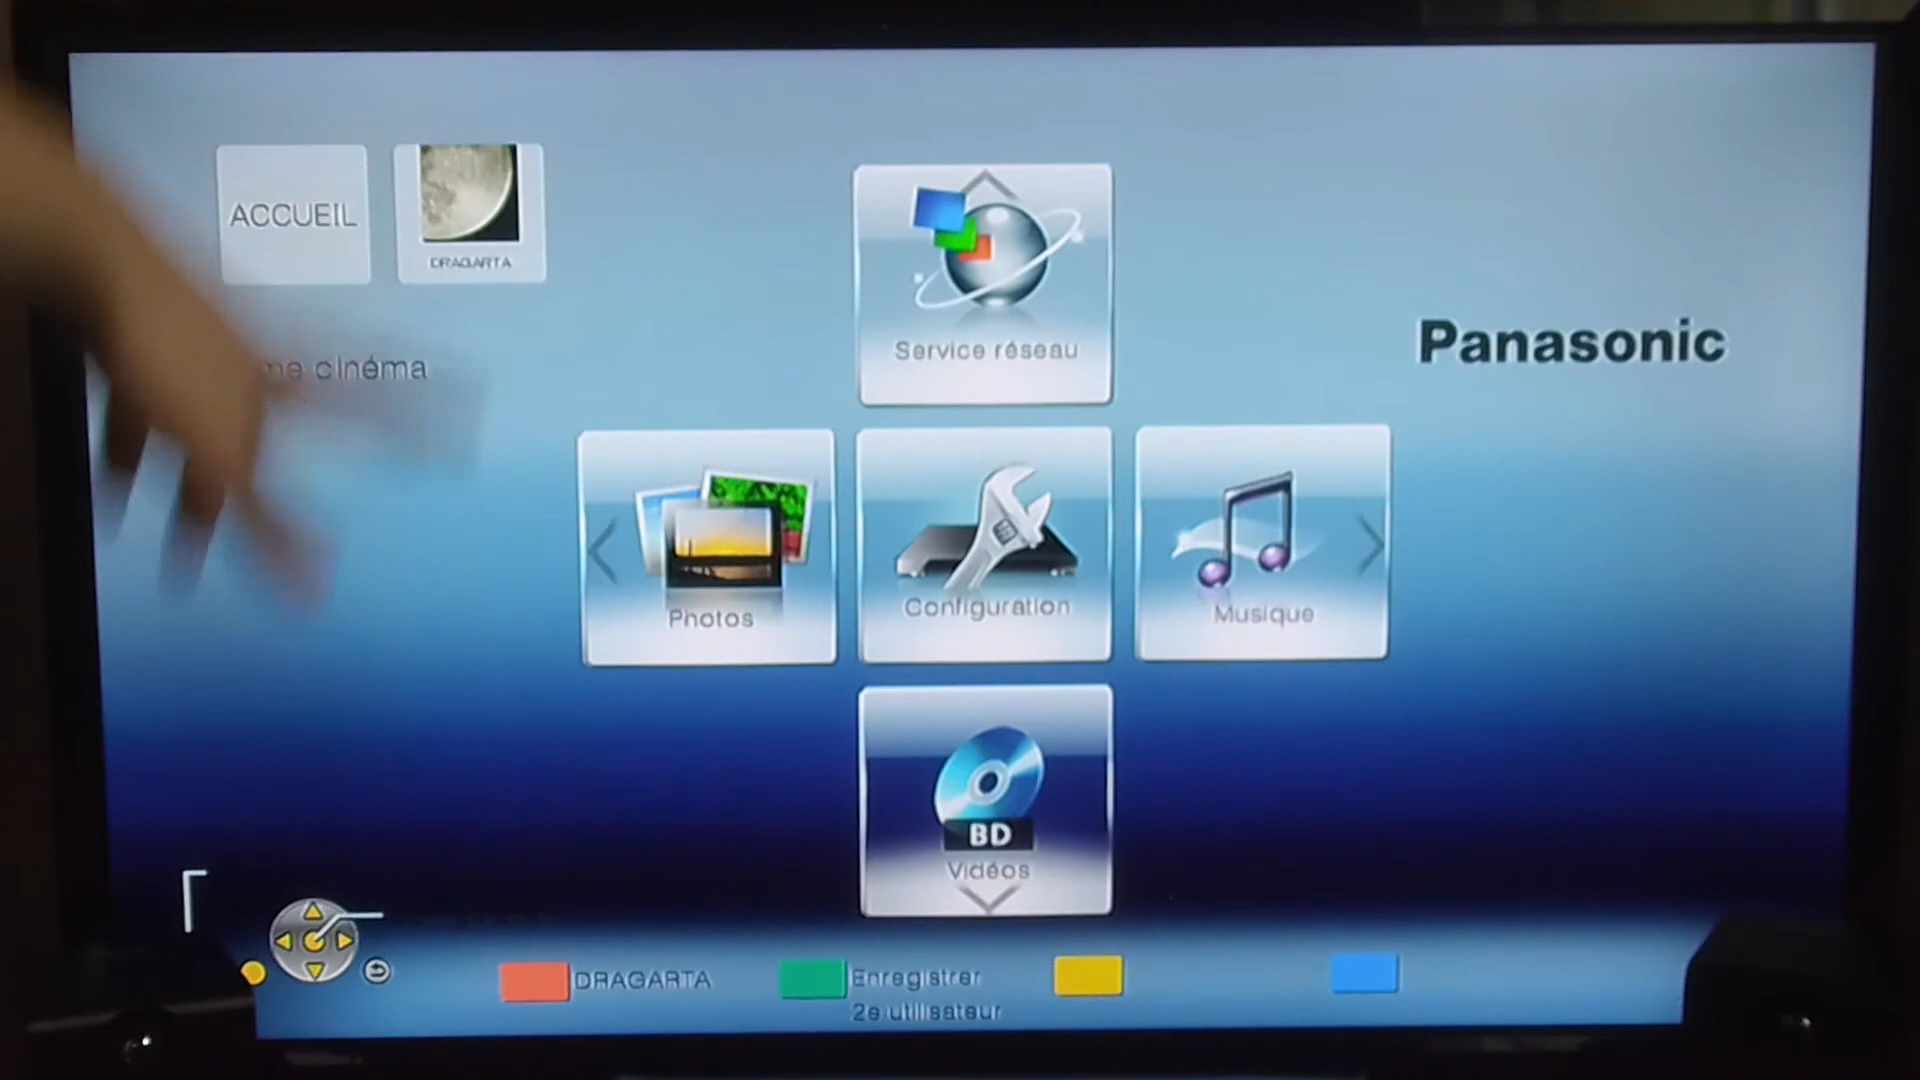 ACCUEIL
DRAGARTA
cinéma
Service réseau
Panasonic
Photos
Configuration
Musique
BD
Vidéos
DRAGARTA
Enregistrer
2e utilisateur